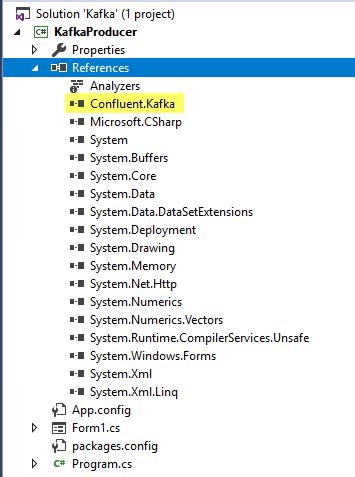 Solution 'Kafka' (1 project)
C# KafkaProducer
Properties
References
Analyzers
Confluent.Kafka
Microsoft.CSharp
System
System.Buffers
System.Core
System.Data
System.Data.DataSetExtensions
System.Deployment
System.Drawing
System.Memory
System.Net.Http
System.Numerics
System.Numerics.Vectors
System.Runtime.CompilerServices.Unsafe
System.Windows.Forms
System.Xml
System.Xml.Linq
App.config
Form1.cs
packages.config
C# Program.cs